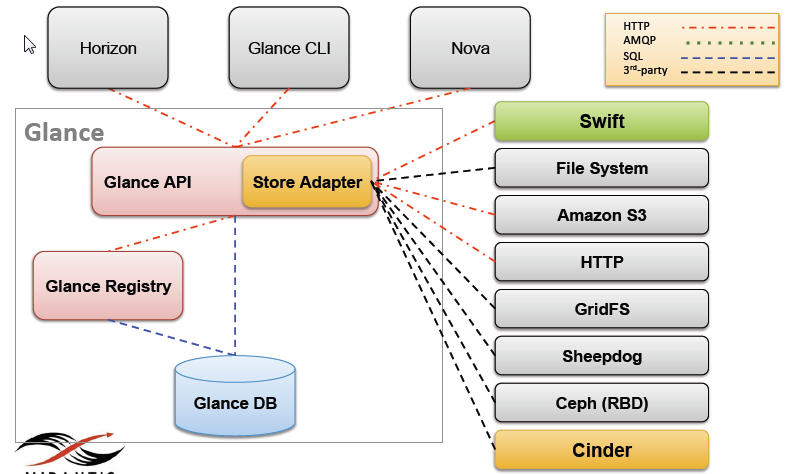 Horizon
Glance CLI
Nova
HTTP
AMQP
SQL
3rd-party
Glance
Glance API
Store Adapter
Glance Registry
Glance DB
Swift
File System
Amazon S3
HTTP
GridFS
Sheepdog
Ceph (RBD)
Cinder